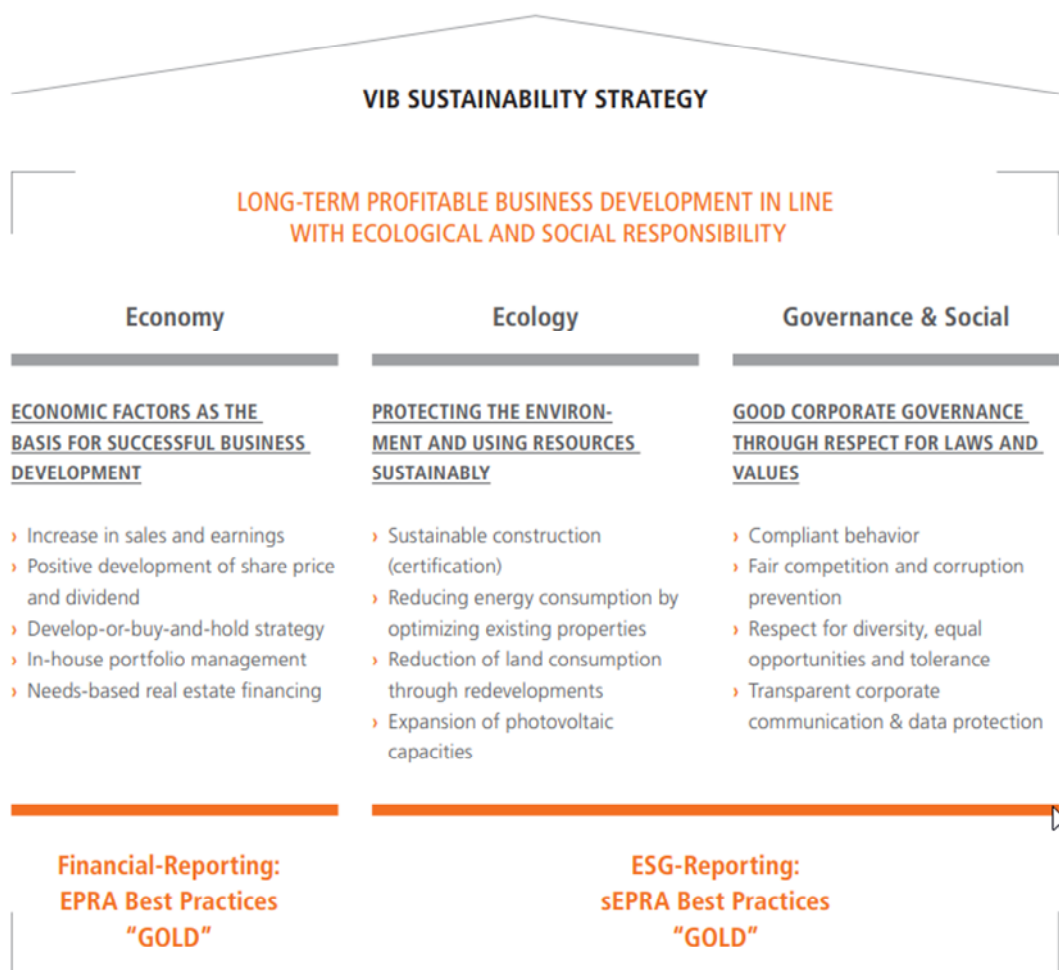 VIB SUSTAINABILITY STRATEGY
LONG-TERM PROFITABLE BUSINESS DEVELOPMENT IN LINE
WITH ECOLOGICAL AND SOCIAL RESPONSIBILITY
Economy
ECONOMIC FACTORS AS THE
BASIS FOR SUCCESSFUL BUSINESS
DEVELOPMENT
› Increase in sales and earnings
› Positive development of share price
and dividend
› Develop-or-buy-and-hold strategy
› In-house portfolio management
› Needs-based real estate financing
Ecology
PROTECTING THE ENVIRON-
MENT AND USING RESOURCES
SUSTAINABLY
› Sustainable construction
(certification)
› Reducing energy consumption by
optimizing existing properties
› Reduction of land consumption
through redevelopments
› Expansion of photovoltaic
capacities
Governance & Social
GOOD CORPORATE GOVERNANCE
THROUGH RESPECT FOR LAWS AND
VALUES
› Compliant behavior
› Fair competition and corruption
prevention
› Respect for diversity, equal
opportunities and tolerance
› Transparent corporate
communication & data protection
Financial-Reporting:
EPRA Best Practices
“GOLD”
ESG-Reporting:
sEPRA Best Practices
“GOLD”